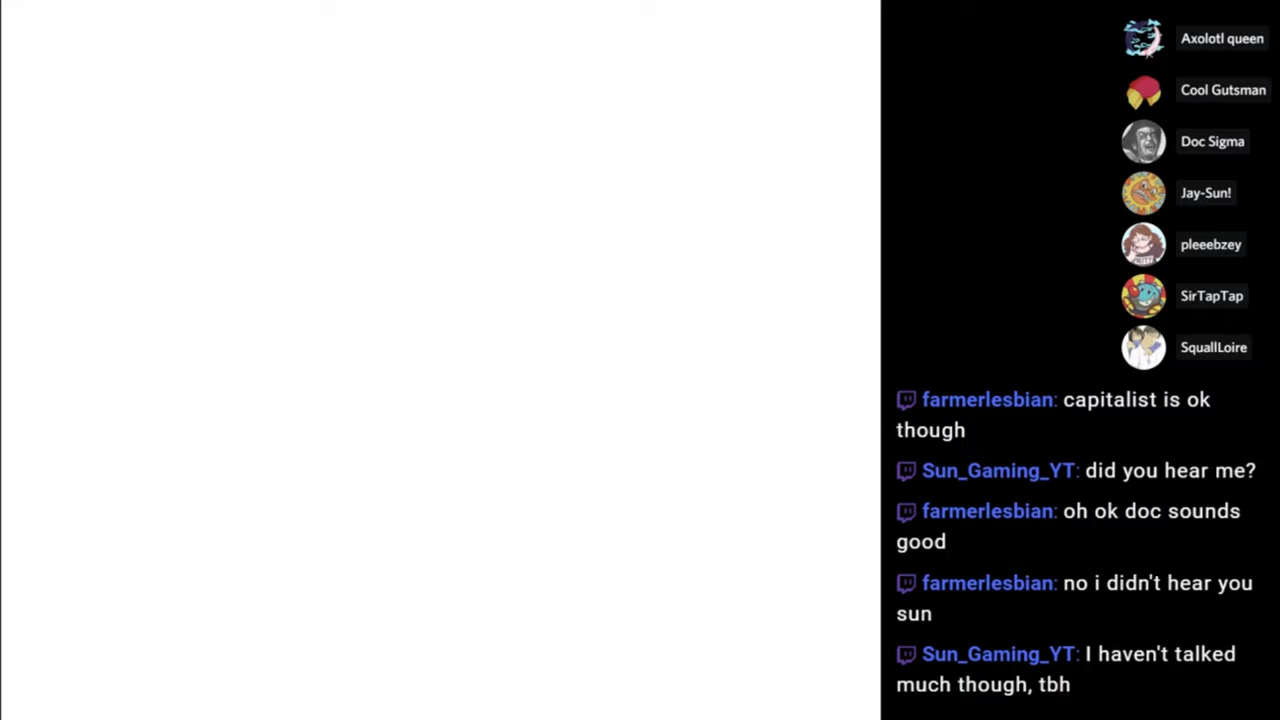 Axolotl queen
Cool Gutsman
Doc Sigma
Jay-Sun!
pleeebzey
SirTapTap
SquallLoire
farmerlesbian: capitalist is ok
though
Sun_Gaming_YT: did you hear me?
farmerlesbian: oh ok doc sounds
good
farmerlesbian: no i didn't hear you
sun
Sun_Gaming_YT: I haven't talked
much though, tbh